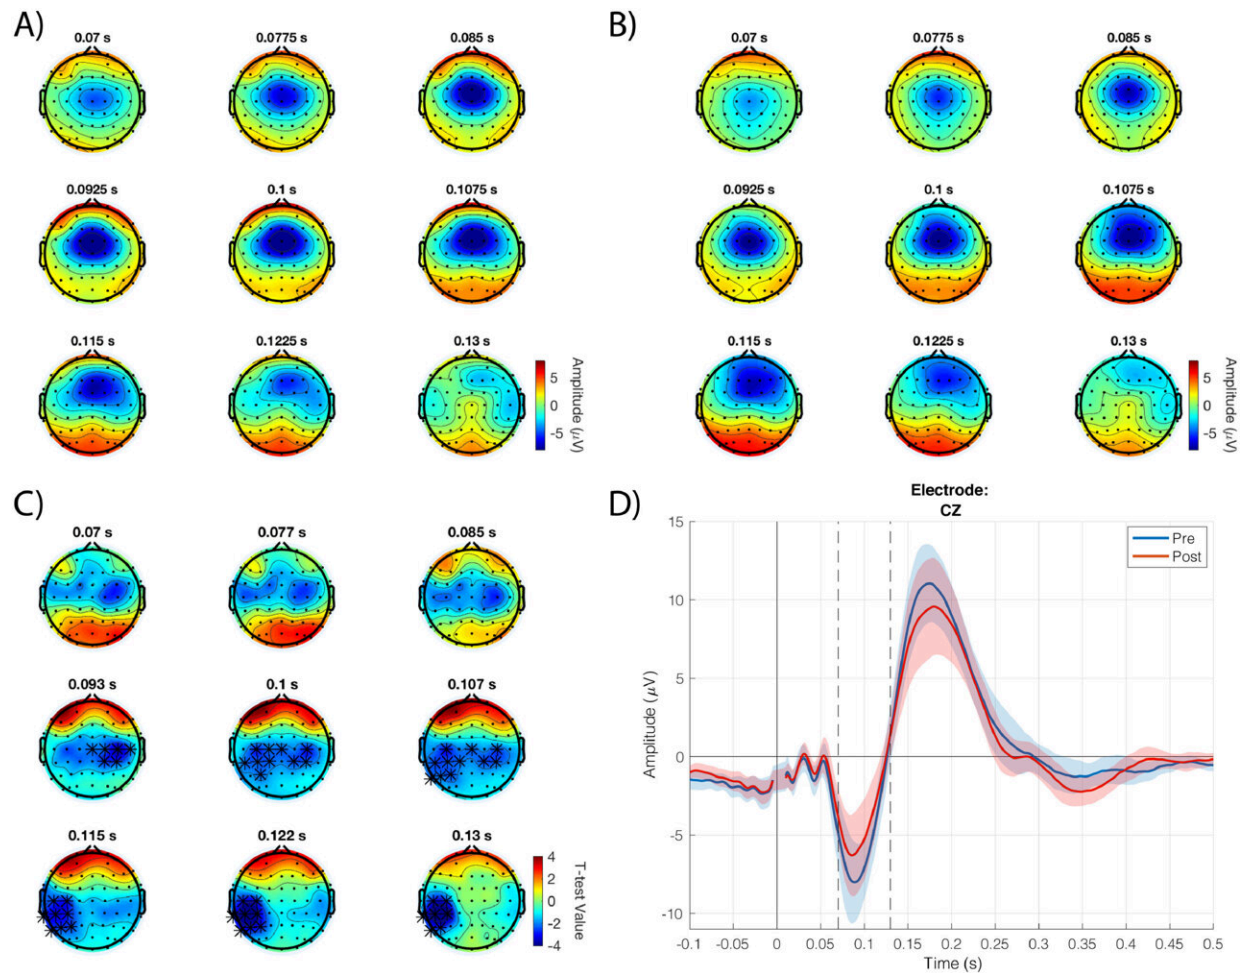 A)
0.07 s
0.0775 s
0.085 s
0.0925 s
0.1 s
0.1075 s
0.115 s
0.1225 s
0.13 s
5
0
-5
Amplitude (μV)
B)
0.07 s
0.0775 s
0.085 s
0.0925 s
0.1 s
0.1075 s
0.115 s
0.1225 s
0.13 s
5
0
-5
Amplitude (μV)
C)
0.07 s
0.077 s
0.085 s
0.093 s
0.1 s
0.107 s
0.115 s
0.122 s
0.13 s
4
2
0
-2
-4
T-test Value
D)
Electrode:
CZ
Pre
Post
15
10
5
0
-5
-10
Amplitude (μV)
-0.1
-0.05
0
0.05
0.1
0.15
0.2
0.25
0.3
0.35
0.4
0.45
0.5
Time (s)